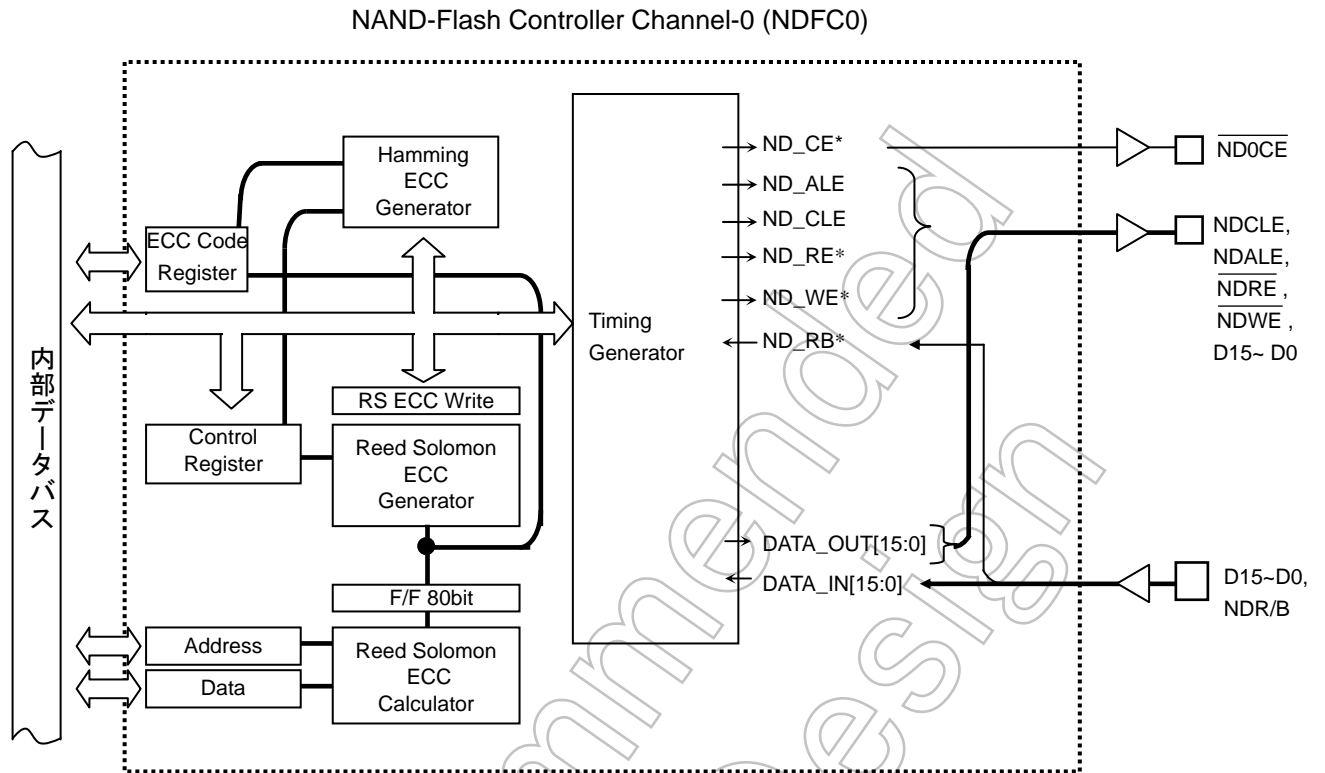 NAND-Flash Controller Channel-0 (NDFC0)
内部データバス
ECC Code
Register
Hamming
ECC
Generator
Control
Register
RS ECC Write
Reed Solomon
ECC
Generator
F/F 80bit
Address
Data
Reed Solomon
ECC
Calculator
Timing
Generator
ND_CE*
ND_ALE
ND_CLE
ND_RE*
ND_WE*
ND_RB*
DATA_OUT[15:0]
DATA_IN[15:0]
ND0CE
NDCLE,
NDALE,
NDRE ,
NDWE ,
D15~ D0
D15~D0,
NDR/B
mmended
esign